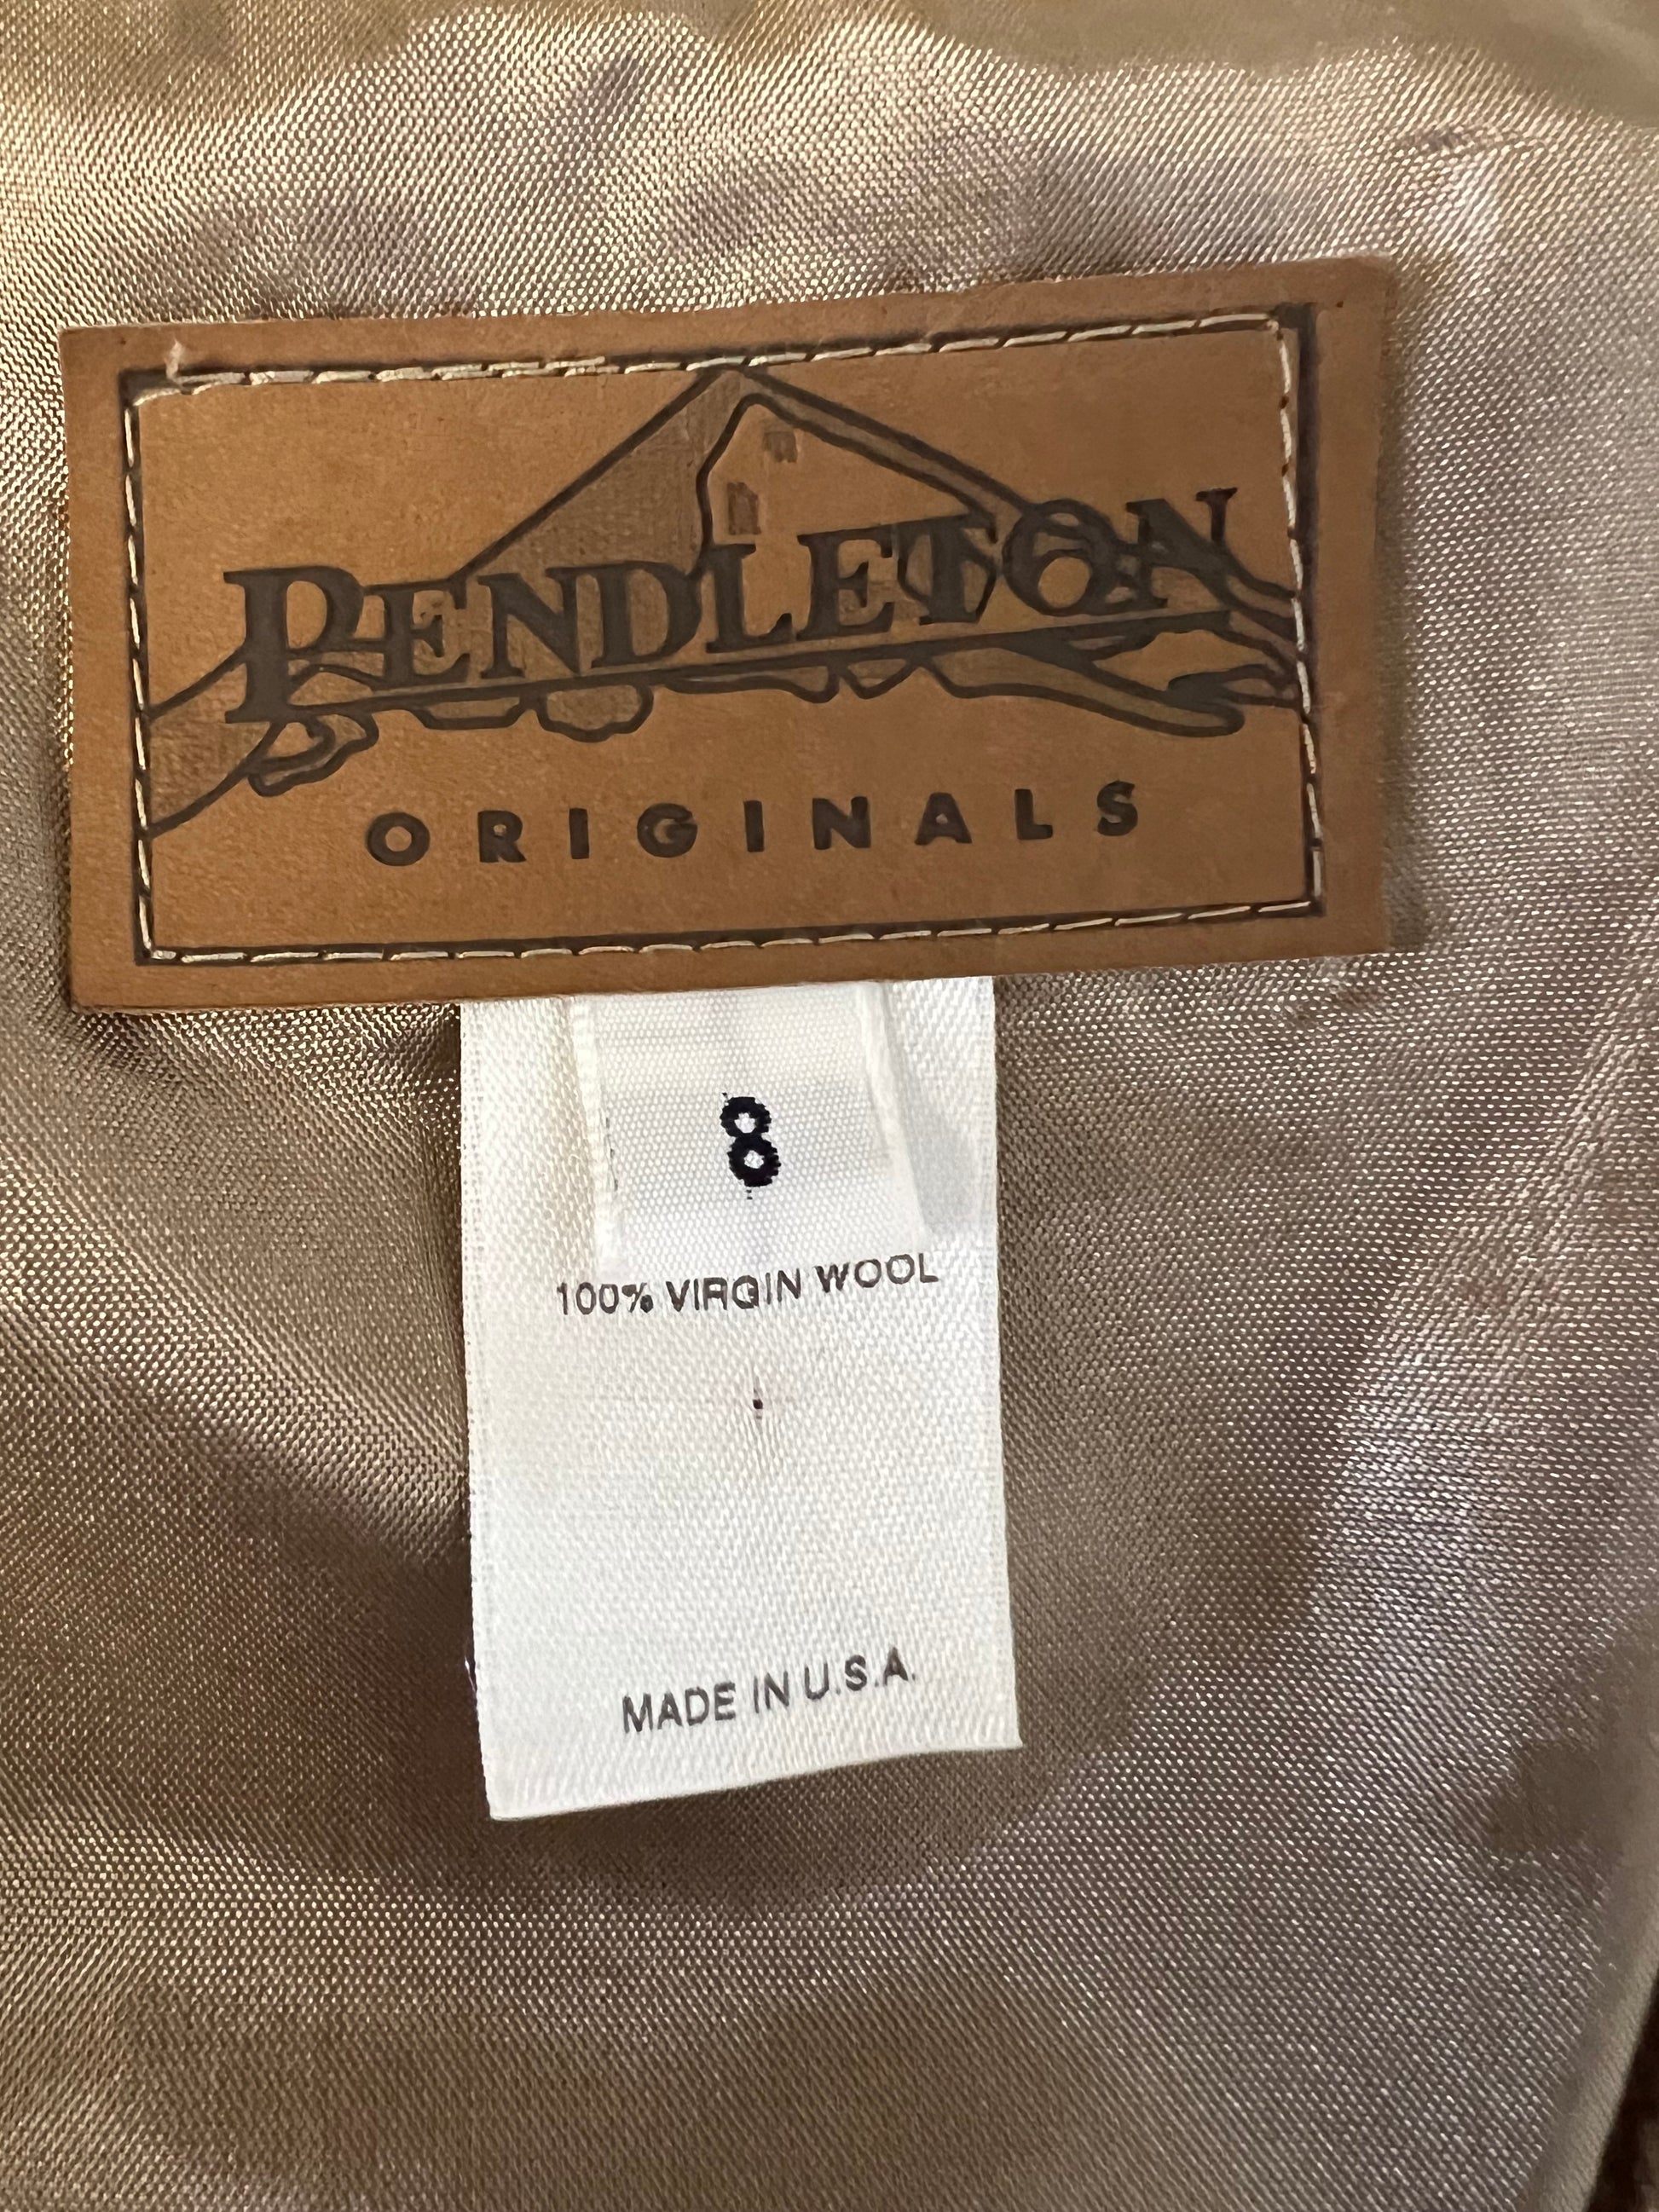 PENDLETON
ORIGINALS
8
100% VIRGIN WOOL
MADE IN U.S.A.